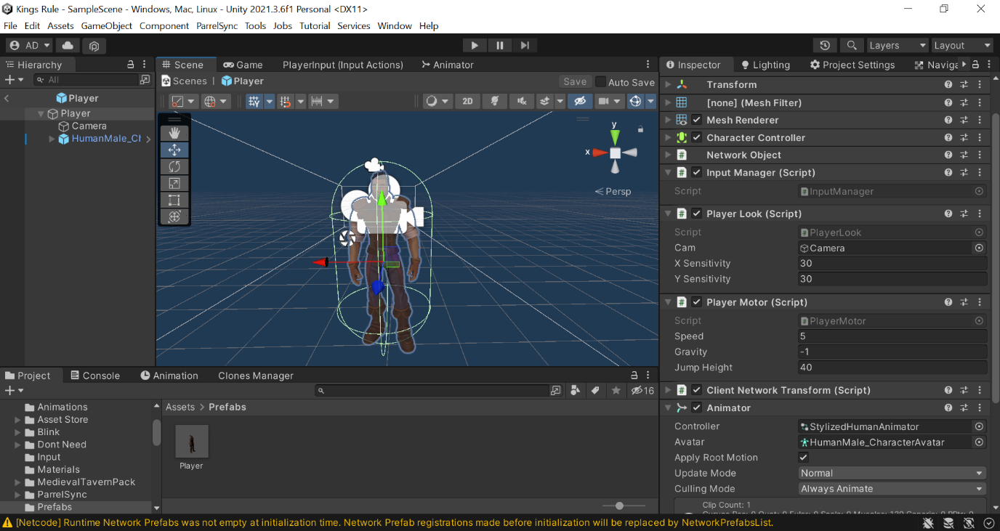 Kings Rule - SampleScene - Windows, Mac, Linux - Unity 2021.3.6f1 Personal <DX11>
File Edit Assets GameObject Component ParrelSync Tools Jobs Tutorial Services Window Help
AD Layers Layout
Hierarchy
All
Player
Player
Camera
HumanMale_Ch
Scene Game PlayerInput (Input Actions) Animator
Scenes | Player Save Auto Save
2D
y
x
Persp
Inspector Lighting Project Settings Naviga
Transform
[none] (Mesh Filter)
Mesh Renderer
Character Controller
Network Object
Input Manager (Script)
Script InputManager
Player Look (Script)
Script PlayerLook
Cam Camera
X Sensitivity 30
Y Sensitivity 30
Player Motor (Script)
Script PlayerMotor
Speed 5
Gravity -1
Jump Height 40
Client Network Transform (Script)
Animator
Controller StylizedHumanAnimator
Avatar HumanMale_CharacterAvatar
Apply Root Motion
Update Mode Normal
Culling Mode Always Animate
Clip Count: 1
Project Console Animation Clones Manager
16
Animations
Asset Store
Blink
Dont Need
Input
Materials
MedievalTavernPack
ParrelSync
Prefabs
Assets > Prefabs
Player
[Netcode] Runtime Network Prefabs was not empty at initialization time. Network Prefab registrations made before initialization will be replaced by NetworkPrefabsList.